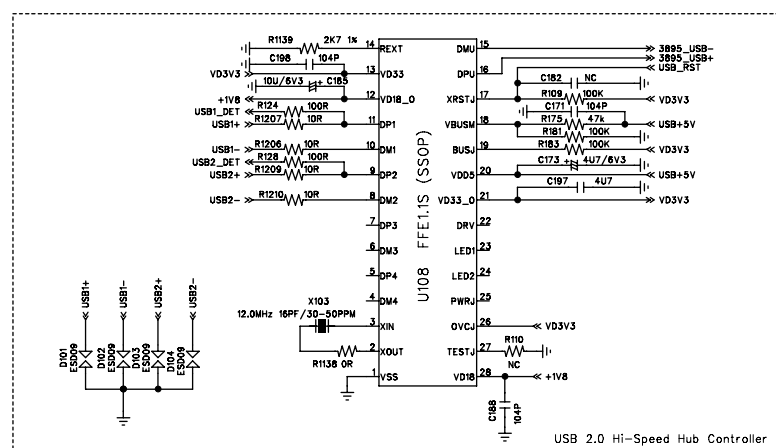 R1139 2K7 1% 14 REXT DMU 15 3895_USB-
C198 104P DPU 16 3895_USB+
VD3V3 13 VD33 USB_RST
10U/6V3 C185 C182 NC
+1V8 12 VD18_O XRSTJ 17 R109 100K VD3V3
USB1_DET R124 100R C171 104P
USB1+ R1207 10R 11 DP1 VBUSM 18 R175 47k USB+5V
R181 100K
USB1- R1206 10R 10 DM1 BUSJ 19 R183 100K VD3V3
USB2_DET R128 100R C173 + 4U7/6V3
USB2+ R1209 10R 9 DP2 VDD5 20 USB+5V
C197 4U7
USB2- R1210 10R 8 DM2 VD33_O 21 VD3V3
7 DP3 DRV 22
6 DM3 LED1 23
5 DP4 LED2 24
4 DM4 PWRJ 25
X103
12.0MHz 16PF/30-50PPM
3 XIN OVCJ 26 VD3V3
2 XOUT TESTJ 27 R110
R1138 0R NC
1 VSS VD18 28 +1V8
C188 104P
U108 FFE1.1S (SSOP)
USB1+ USB1- USB2+ USB2-
D101 ESD09 D102 ESD09 D103 ESD09 D104 ESD09
USB 2.0 Hi-Speed Hub Controller